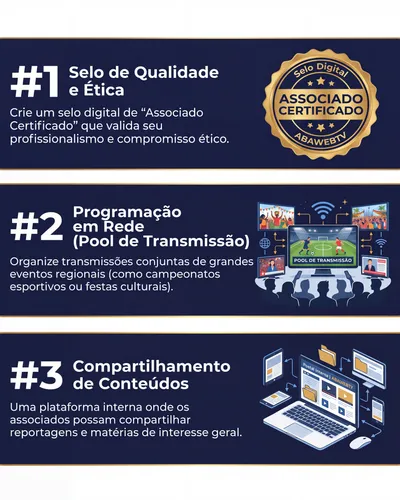 #1
Selo de Qualidade
e Ética
Crie um selo digital de “Associado
Certificado” que valida seu
profissionalismo e compromisso ético.
Selo Digital
ASSOCIADO
CERTIFICADO
ABAWEBTV
#2
Programação
em Rede
(Pool de Transmissão)
Organize transmissões conjuntas de grandes
eventos regionais (como campeonatos
esportivos ou festas culturais).
POOL DE TRANSMISSÃO
#3
Compartilhamento
de Conteúdos
Uma plataforma interna onde os
associados possam compartilhar
reportagens e matérias de interesse geral.